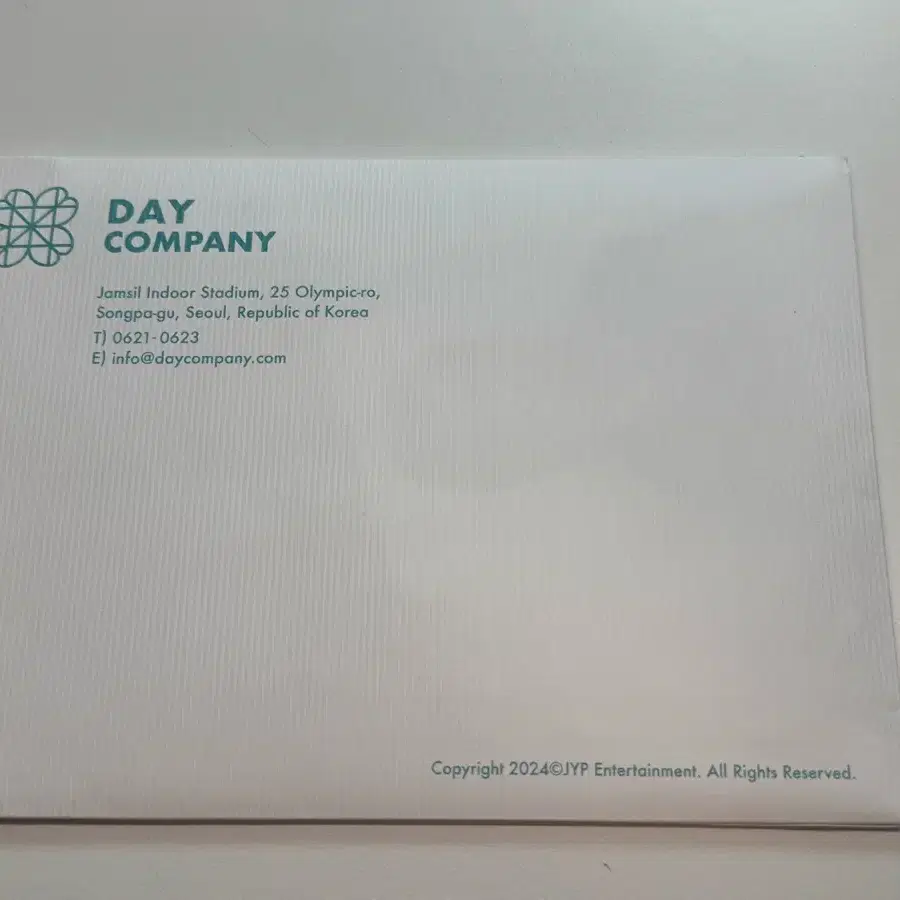 DAY
COMPANY
Jamsil Indoor Stadium, 25 Olympic-ro,
Songpa-gu, Seoul, Republic of Korea
T) 0621-0623
E) info@daycompany.com
Copyright 2024©JYP Entertainment. All Rights Reserved.